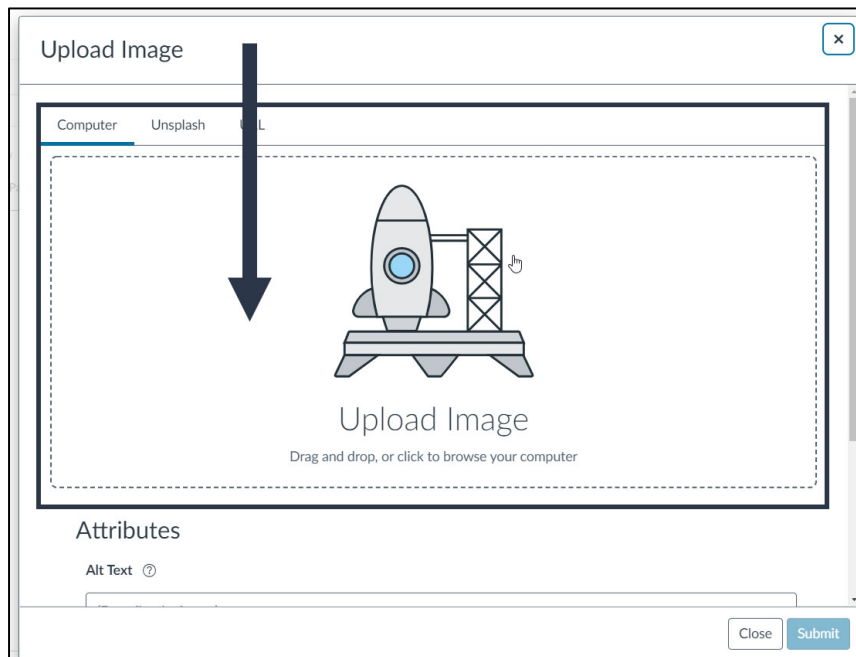 Upload Image
Computer Unsplash
Upload Image
Drag and drop, or click to browse your computer
Attributes
Alt Text
Close Submit